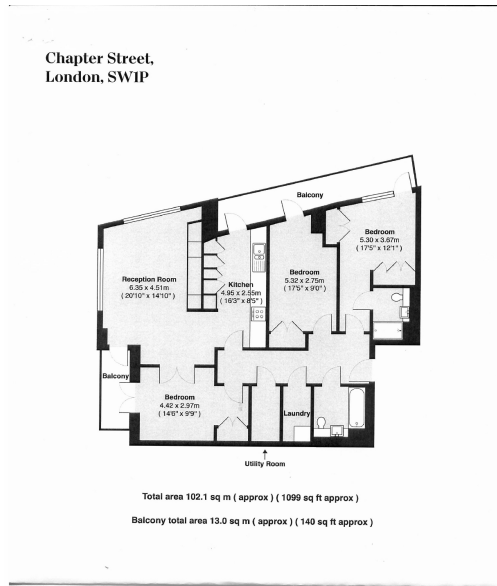 Chapter Street,
London, SW1P
Balcony
Bedroom
5.30 x 3.67m
( 17'5" x 12'1" )
Reception Room
6.35 x 4.51m
( 20'10" x 14'10" )
Kitchen
4.95 x 2.55m
( 16'3" x 8'5" )
Bedroom
5.32 x 2.75m
( 17'5" x 9'0" )
Balcony
Bedroom
4.42 x 2.97m
( 14'6" x 9'9" )
Laundry
Utility Room
Total area 102.1 sq m ( approx ) ( 1099 sq ft approx )
Balcony total area 13.0 sq m ( approx ) ( 140 sq ft approx )